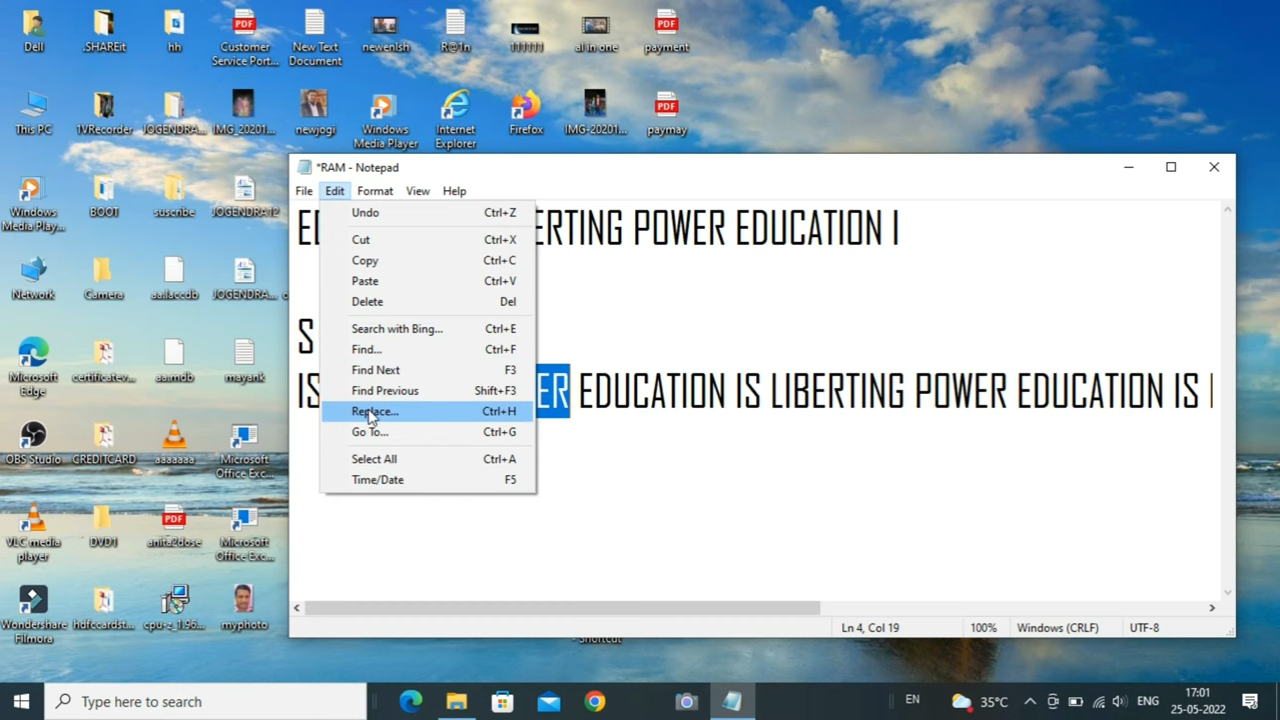 Dell
.SHAREit
hh
Customer
Service Port...
New Text
Document
newenlsh
R@1n
111111
al in one
payment
This PC
1VRecorder
JOGENDRA...
IMG_20201...
newjogi
Windows
Media Player
Internet
Explorer
Firefox
IMG-20201...
paymay
Windows
Media Play...
BOOT
suscribe
JOGENDRA12
Network
Camera
aailaccdb
JOGENDRA...
Microsoft
Edge
certificatev...
aaimdb
mayank
OBS Studio
CREDITCARD
aaaaaaa
Microsoft
Office Exc...
VLC media
player
DVD1
anita2dose
Microsoft
Office Exc...
Wondershare
Filmora
hdfccardst...
cpu-z_1.96...
myphoto
- Shortcut
*RAM - Notepad
File Edit Format View Help
ERTING POWER EDUCATION I
S
IS ER EDUCATION IS LIBERTING POWER EDUCATION IS
Undo Ctrl+Z
Cut Ctrl+X
Copy Ctrl+C
Paste Ctrl+V
Delete Del
Search with Bing... Ctrl+E
Find... Ctrl+F
Find Next F3
Find Previous Shift+F3
Replace... Ctrl+H
Go To... Ctrl+G
Select All Ctrl+A
Time/Date F5
Ln 4, Col 19 100% Windows (CRLF) UTF-8
Type here to search
EN 35°C ENG
17:01
25-05-2022